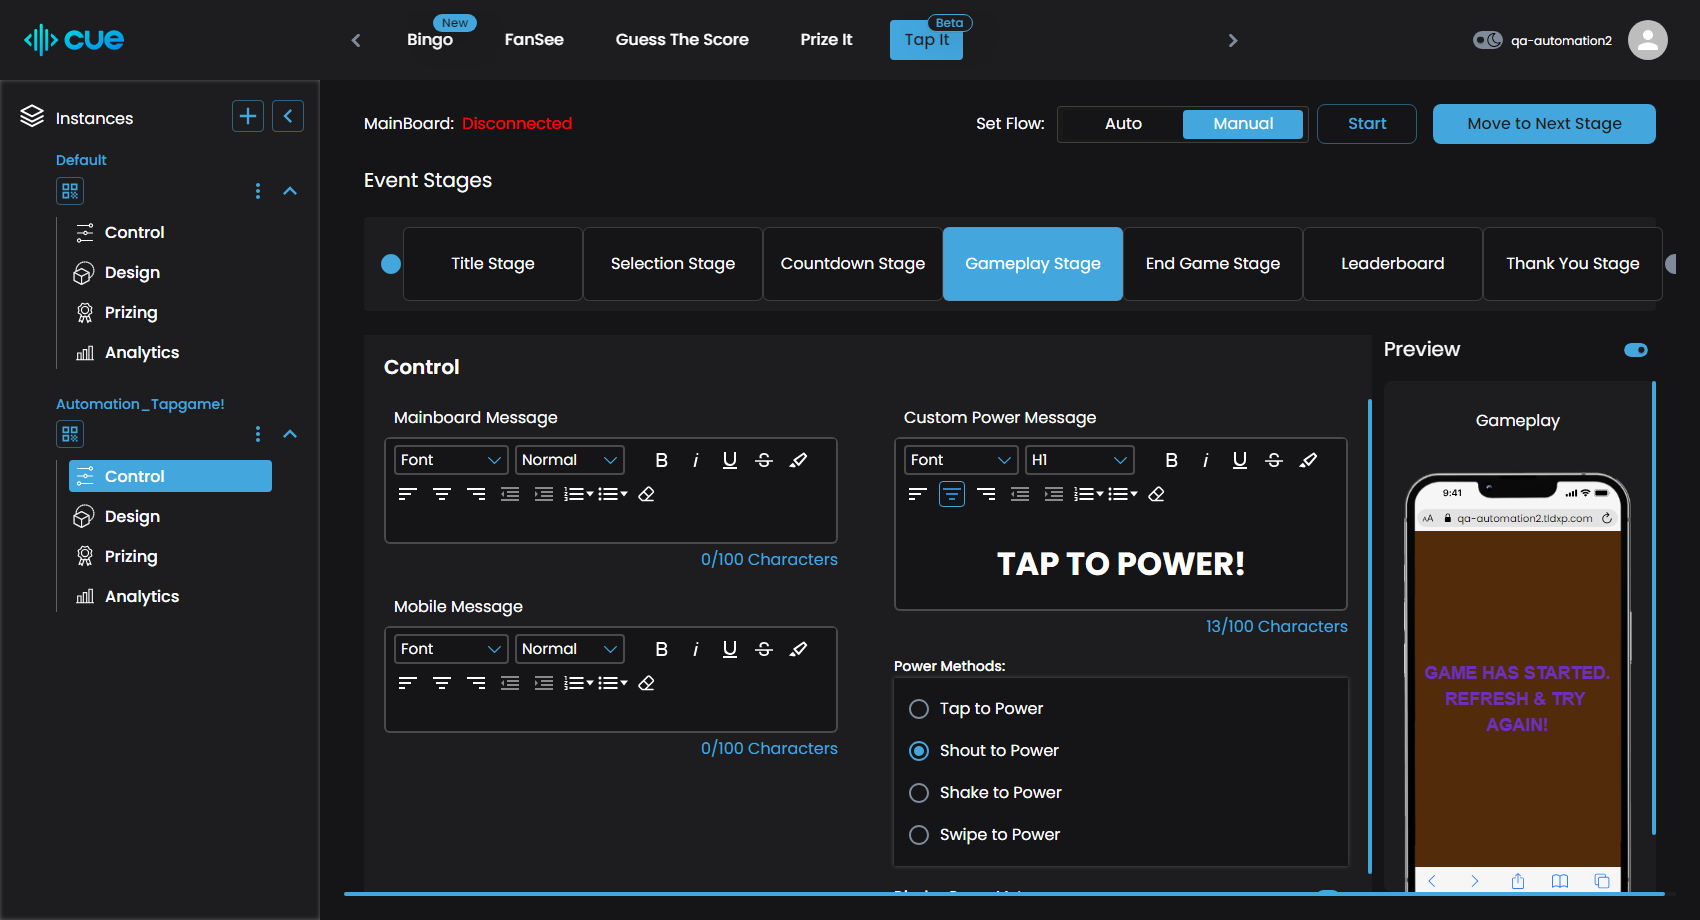 cue
New
Bingo
FanSee
Guess The Score
Prize It
Beta
Tap It
qa-automation2
Instances
Default
Control
Design
Prizing
Analytics
Automation_Tapgame!
Control
Design
Prizing
Analytics
MainBoard: Disconnected
Set Flow:
Auto
Manual
Start
Move to Next Stage
Event Stages
Title Stage
Selection Stage
Countdown Stage
Gameplay Stage
End Game Stage
Leaderboard
Thank You Stage
Control
Mainboard Message
Font
Normal
B i U S
0/100 Characters
Mobile Message
Font
Normal
B i U S
0/100 Characters
Custom Power Message
Font
H1
B i U S
TAP TO POWER!
13/100 Characters
Power Methods:
Tap to Power
Shout to Power
Shake to Power
Swipe to Power
Preview
Gameplay
9:41
AA qa-automation2.tldxp.com
GAME HAS STARTED.
REFRESH & TRY
AGAIN!